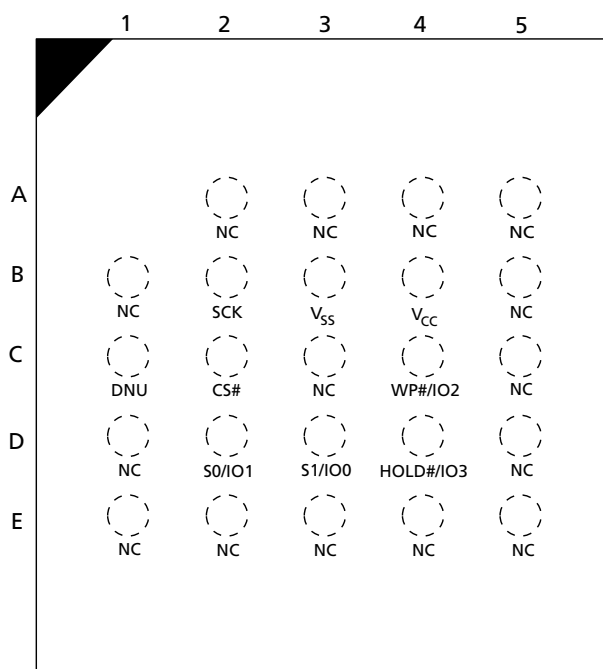 1 2 3 4 5
A
NC NC NC NC
B
NC SCK VSS VCC NC
C
DNU CS# NC WP#/IO2 NC
D
NC S0/IO1 S1/IO0 HOLD#/IO3 NC
E
NC NC NC NC NC